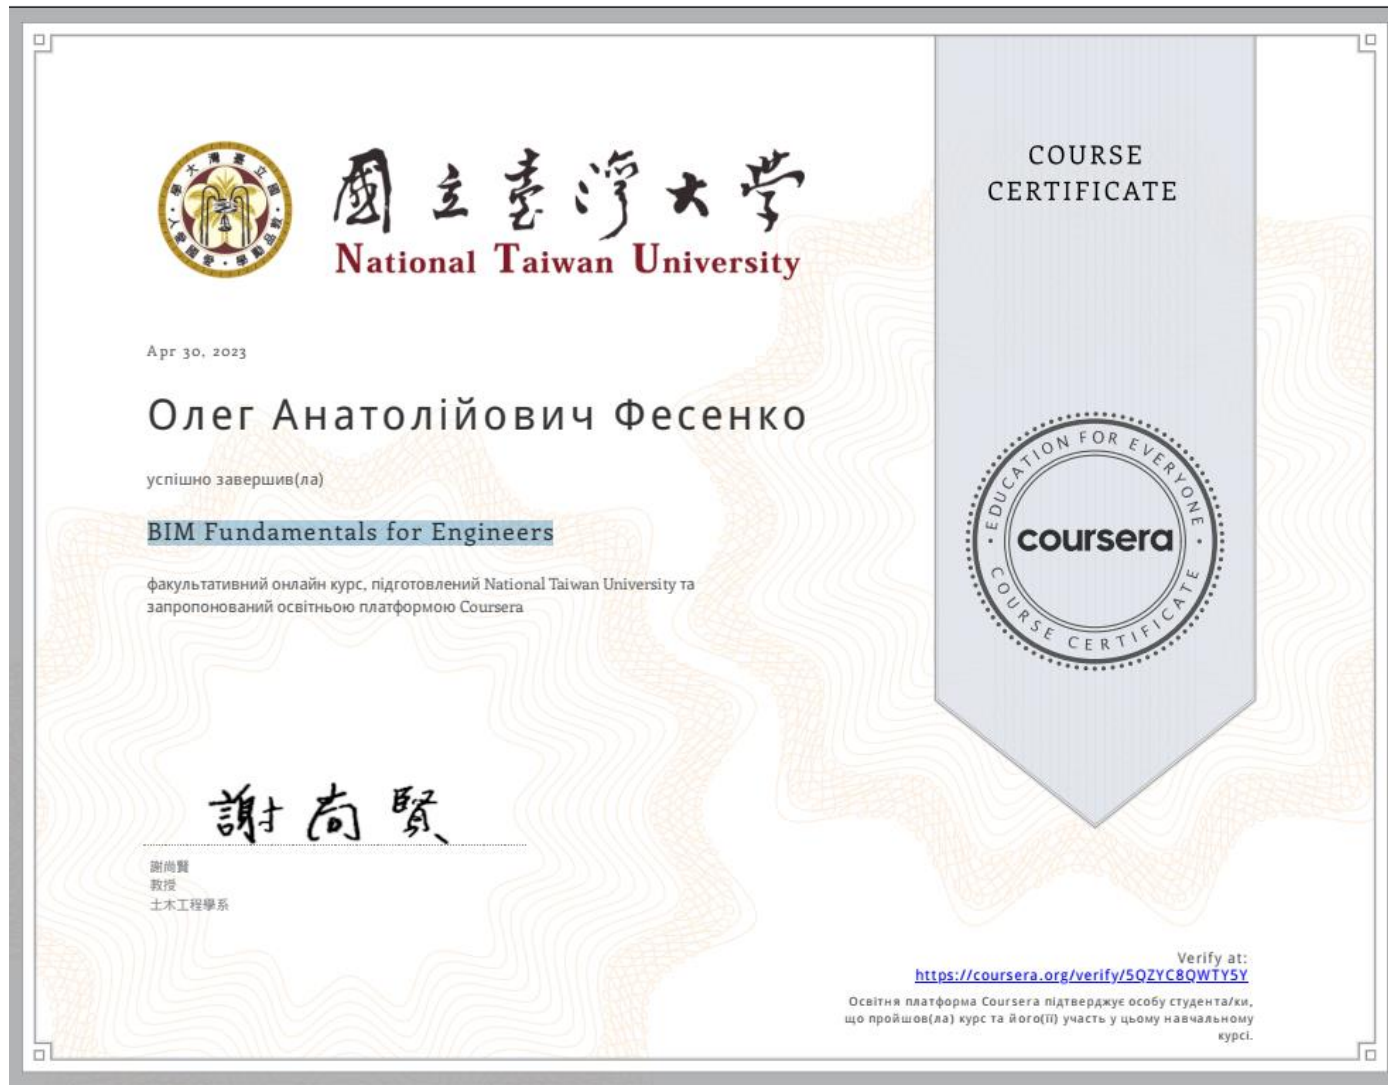 國立臺灣大學
National Taiwan University
COURSE
CERTIFICATE
Apr 30, 2023
Олег Анатолійович Фесенко
успішно завершив(ла)
BIM Fundamentals for Engineers
факультативний онлайн курс, підготовлений National Taiwan University та
запропонований освітньою платформою Coursera
EDUCATION FOR EVERYONE
coursera
COURSE CERTIFICATE
謝尚賢
謝尚賢
教授
土木工程學系
Verify at:
https://coursera.org/verify/5QZYC8QWTY5Y
Освітня платформа Coursera підтверджує особу студента/ки,
що пройшов(ла) курс та його(її) участь у цьому навчальному
курсі.